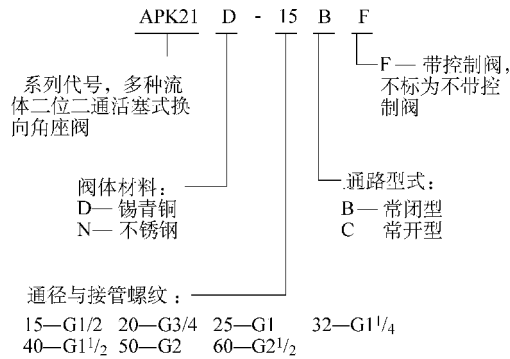 APK21 D - 15 B F
F— 带控制阀，
不标为不带控
制阀
系列代号，多种流
体二位二通活塞式换
向角座阀
阀体材料：
D— 锡青铜
N— 不锈钢
通路型式：
B— 常闭型
C 常开型
通径与接管螺纹：
15—G1/2 20—G3/4 25—G1 32—G1¹/₄
40—G1¹/₂ 50—G2 60—G2¹/₂